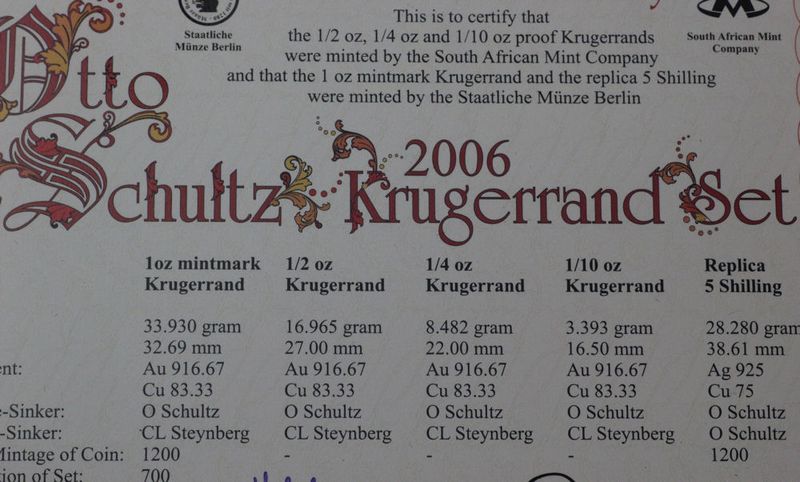 Staatliche
Münze Berlin
This is to certify that
the 1/2 oz, 1/4 oz and 1/10 oz proof Krugerrands
were minted by the South African Mint Company
and that the 1 oz mintmark Krugerrand and the replica 5 Shilling
were minted by the Staatliche Münze Berlin
South African Mint
Company
Otto
Schultz Krugerrand Set
2006
1oz mintmark Krugerrand 1/2 oz Krugerrand 1/4 oz Krugerrand 1/10 oz Krugerrand Replica 5 Shilling
33.930 gram 16.965 gram 8.482 gram 3.393 gram 28.280 gram
32.69 mm 27.00 mm 22.00 mm 16.50 mm 38.61 mm
ent: Au 916.67 Au 916.67 Au 916.67 Au 916.67 Ag 925
Cu 83.33 Cu 83.33 Cu 83.33 Cu 83.33 Cu 75
e-Sinker: O Schultz O Schultz O Schultz O Schultz O Schultz
-Sinker: CL Steynberg CL Steynberg CL Steynberg CL Steynberg O Schultz
Mintage of Coin: 1200 - - - 1200
tion of Set: 700